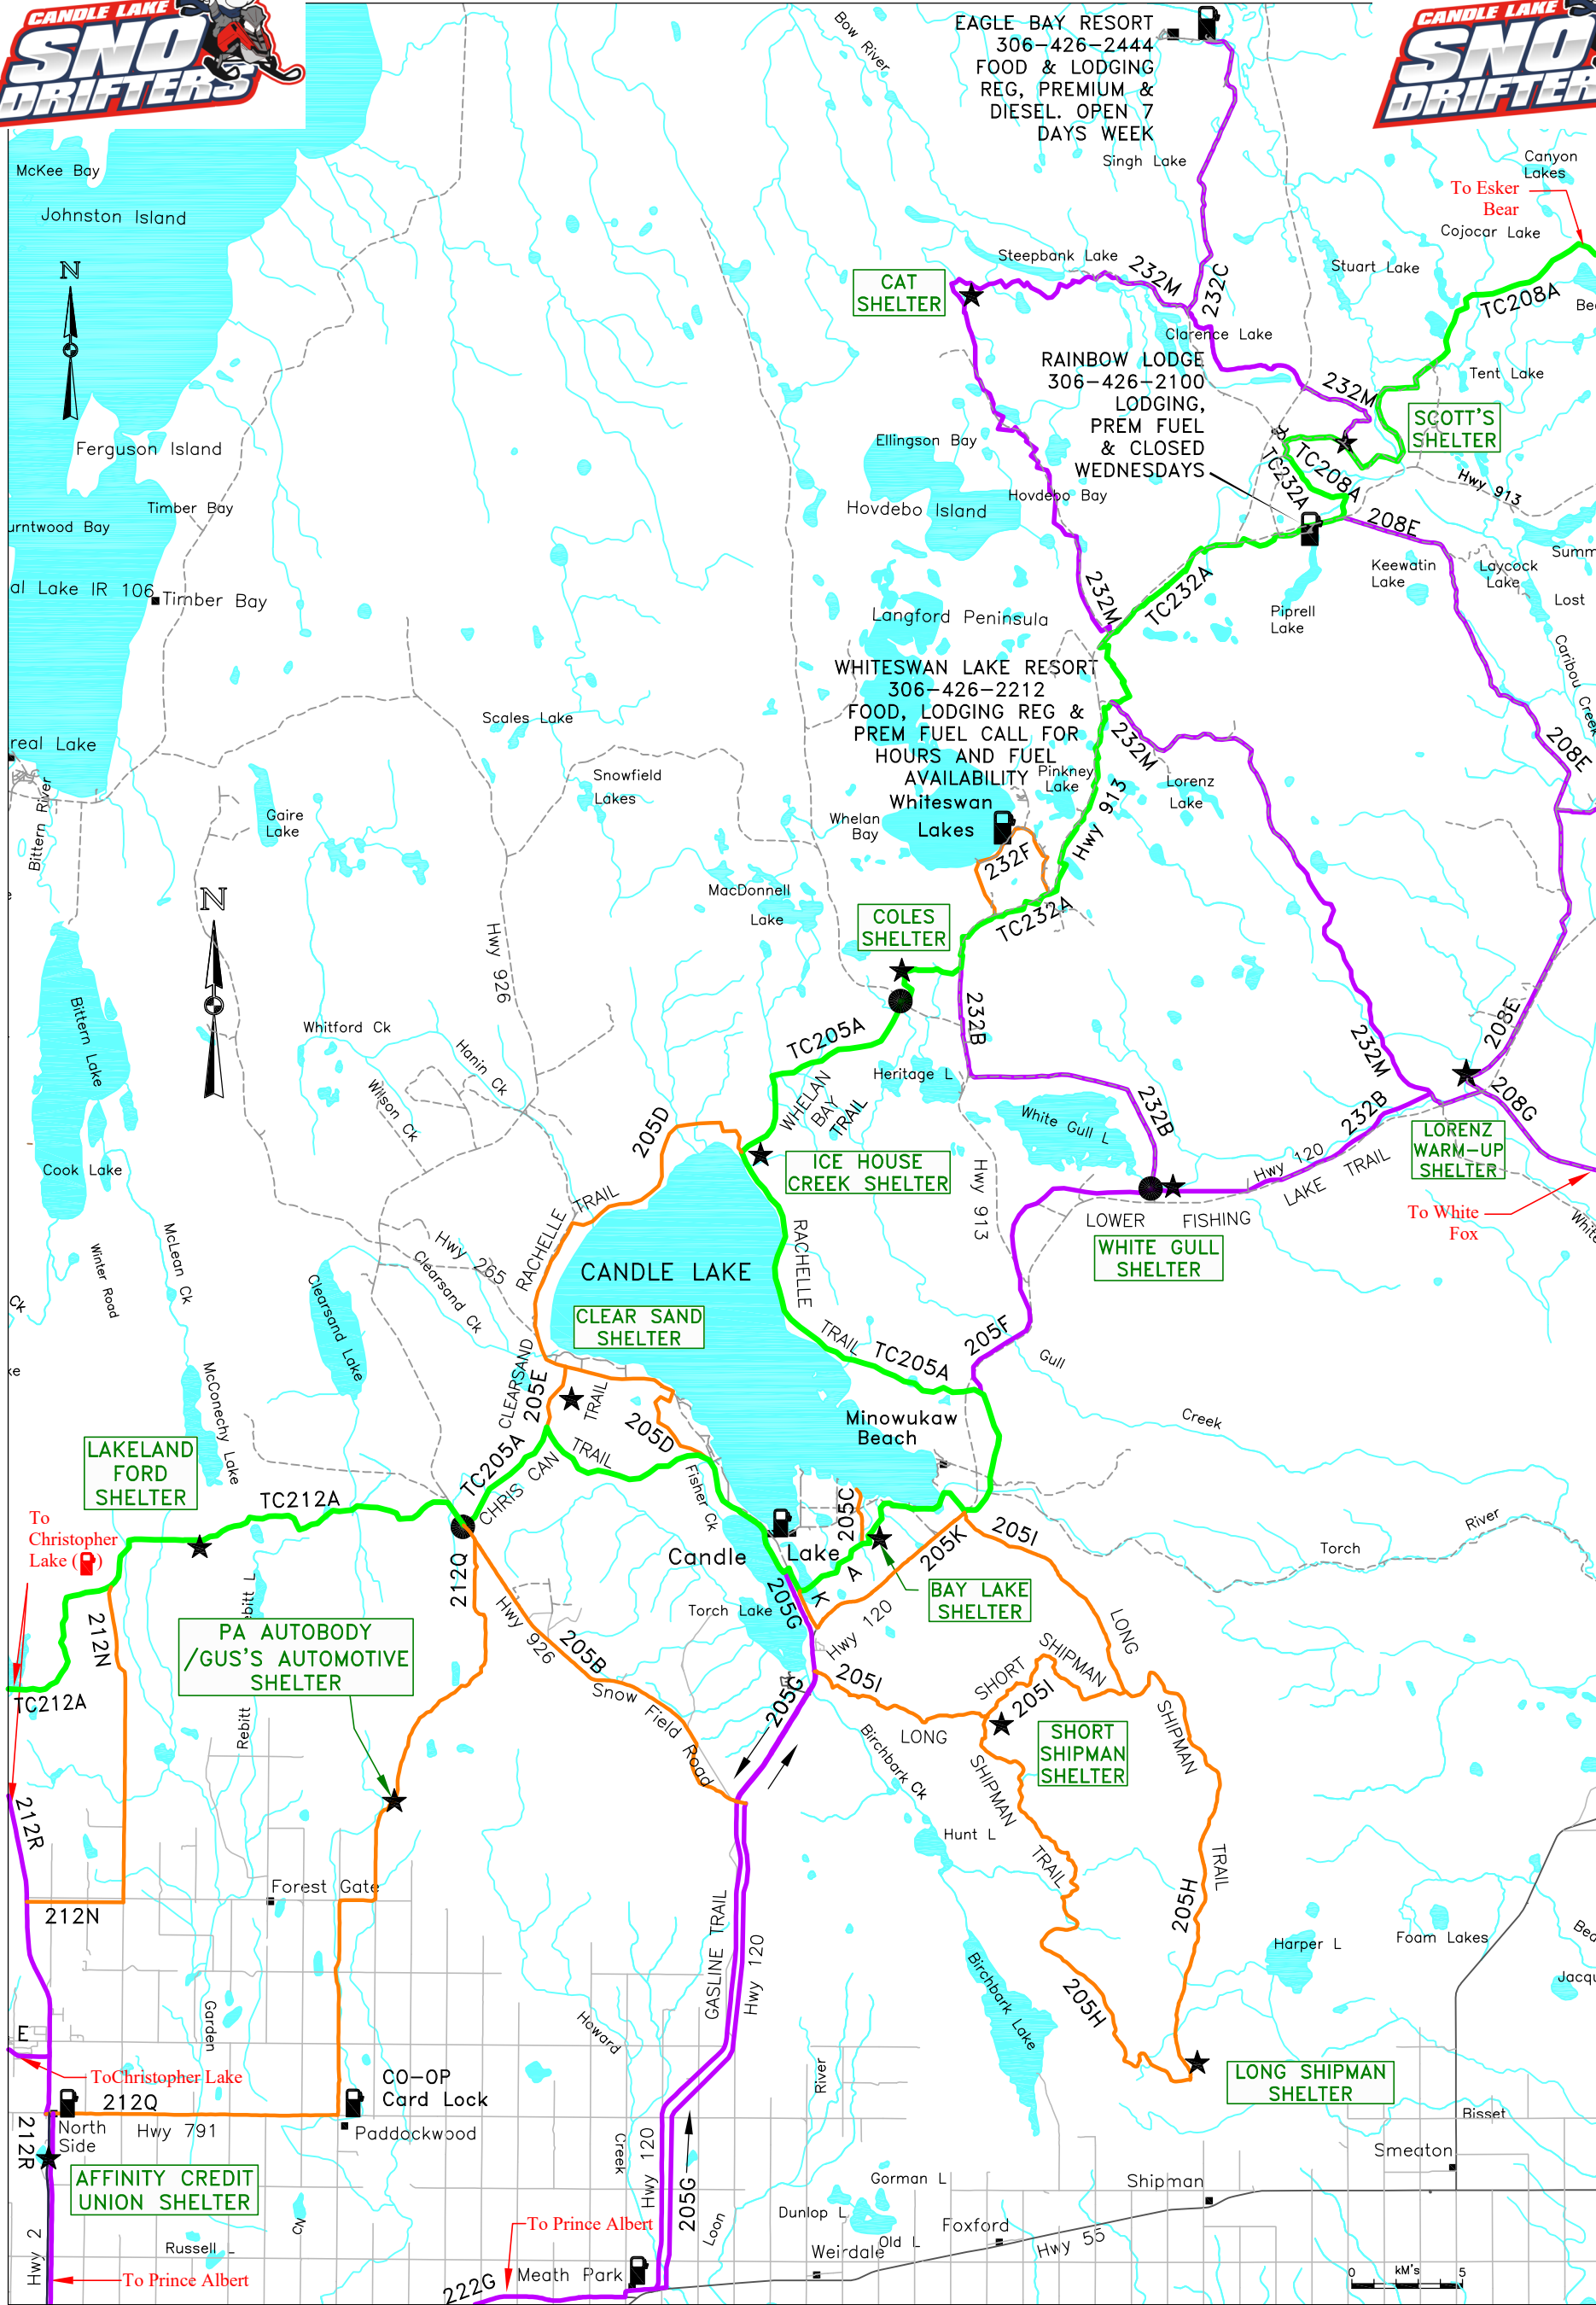 CANDLE LAKE
SNO
DRIFTERS
CANDLE LAKE
SNO
DRIFTERS
EAGLE BAY RESORT
306-426-2444
FOOD & LODGING
REG, PREMIUM &
DIESEL. OPEN 7
DAYS WEEK
Bow River
McKee Bay
Johnston Island
N
Singh Lake
Canyon
Lakes
To Esker
Bear
Cojocar Lake
Steepbank Lake
Stuart Lake
CAT
SHELTER
232M
232C
TC208A
Clarence Lake
RAINBOW LODGE
306-426-2100
LODGING,
PREM FUEL
& CLOSED
WEDNESDAYS
Tent Lake
232M
SCOTT'S
SHELTER
Ferguson Island
Ellingson Bay
TC208A
TC232A
Hwy 913
Timber Bay
Hovdebo Bay
Hovdebo Island
urntwood Bay
208E
Keewatin
Lake
Laycock
Lake
Summ
al Lake IR 106
Timber Bay
232M
TC232A
Lost
Langford Peninsula
Piprell
Lake
Caribou Creek
WHITESWAN LAKE RESORT
306-426-2212
FOOD, LODGING REG &
PREM FUEL CALL FOR
HOURS AND FUEL
AVAILABILITY
Scales Lake
real Lake
232M
208E
Snowfield
Lakes
Pinkney
Lake
Lorenz
Lake
Bittern River
Gaire
Lake
Whelan
Bay
Whiteswan
Lakes
Hwy 913
232F
N
MacDonnell
Lake
COLES
SHELTER
TC232A
Hwy 926
Bittern Lake
Whitford Ck
Hanin Ck
Wilson Ck
TC205A
232B
Heritage L
WHELAN
BAY
TRAIL
208E
232M
205D
White Gull L
232B
232B
208G
LORENZ
WARM-UP
SHELTER
Cook Lake
ICE HOUSE
CREEK SHELTER
Hwy 913
Hwy 120
LAKE TRAIL
To White
Fox
LOWER FISHING
McLean Ck
Winter Road
Hwy 265
RACHELLE TRAIL
WHITE GULL
SHELTER
CANDLE LAKE
RACHELLE
TRAIL
Clearsand Ck
Clearsand Lake
CLEAR SAND
SHELTER
205F
Gull
Creek
TC205A
McConechy Lake
CLEARSAND
TRAIL
205E
205D
Minowukaw
Beach
LAKELAND
FORD
SHELTER
TC205A
CHRIS CAN
TRAIL
Fisher Ck
TC212A
To
Christopher
Lake
205C
205K
205I
River
Torch
Candle Lake
K
A
BAY LAKE
SHELTER
212Q
212N
Hwy 926
205B
PA AUTOBODY
/GUS'S AUTOMOTIVE
SHELTER
Torch Lake
205G
Hwy 120
LONG
SHIPMAN
TRAIL
SHORT
SHIPMAN
TC212A
Snow Field Road
205G
205I
205I
LONG
SHIPMAN
TRAIL
SHORT
SHIPMAN
SHELTER
Rebitt
Birchbark Ck
212R
Hunt L
Forest Gate
212N
GASLINE TRAIL
Hwy 120
205H
205H
Harper L
Foam Lakes
Birchbark Lake
Garden
Howard
Creek
E
ToChristopher Lake
212Q
CO-OP
Card Lock
River
LONG SHIPMAN
SHELTER
North
Side
Hwy 791
Paddockwood
212R
Bisset
Smeaton
AFFINITY CREDIT
UNION SHELTER
Hwy 120
205G
Gorman L
Shipman
Loon
Dunlop L
Foxford
CN
Russell
Old L
Weirdale
Hwy 55
To Prince Albert
Hwy 2
To Prince Albert
222G
Meath Park
0 kM's 5